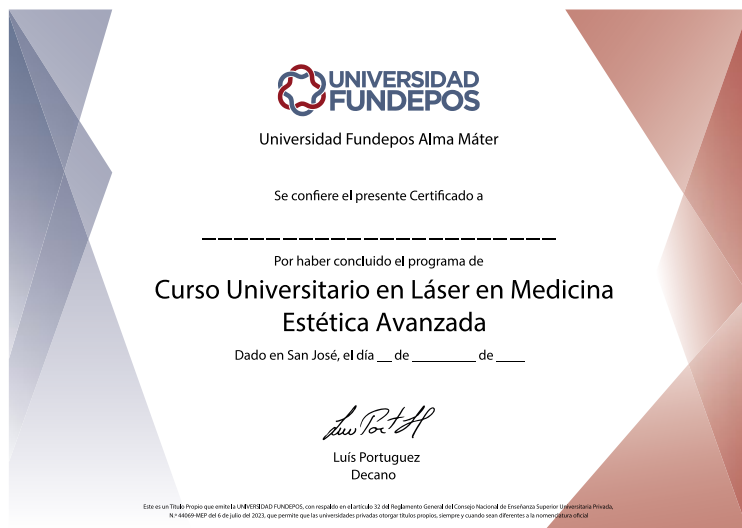 UNIVERSIDAD
FUNDEPOS
Universidad Fundepos Alma Máter
Se confiere el presente Certificado a
_______________________
Por haber concluido el programa de
Curso Universitario en Láser en Medicina
Estética Avanzada
Dado en San José, el día __ de ________ de ____
Luís Portuguez
Decano
Este es un Título Propio que emite la UNIVERSIDAD FUNDEPOS, con respaldo en el artículo 32 del Reglamento General del Consejo Nacional de Enseñanza Superior Universitaria Privada,
N.º 44069-MEP del 6 de julio del 2023, que permite que las universidades privadas otorgar títulos propios, siempre y cuando sean diferentes a la nomenclatura oficial